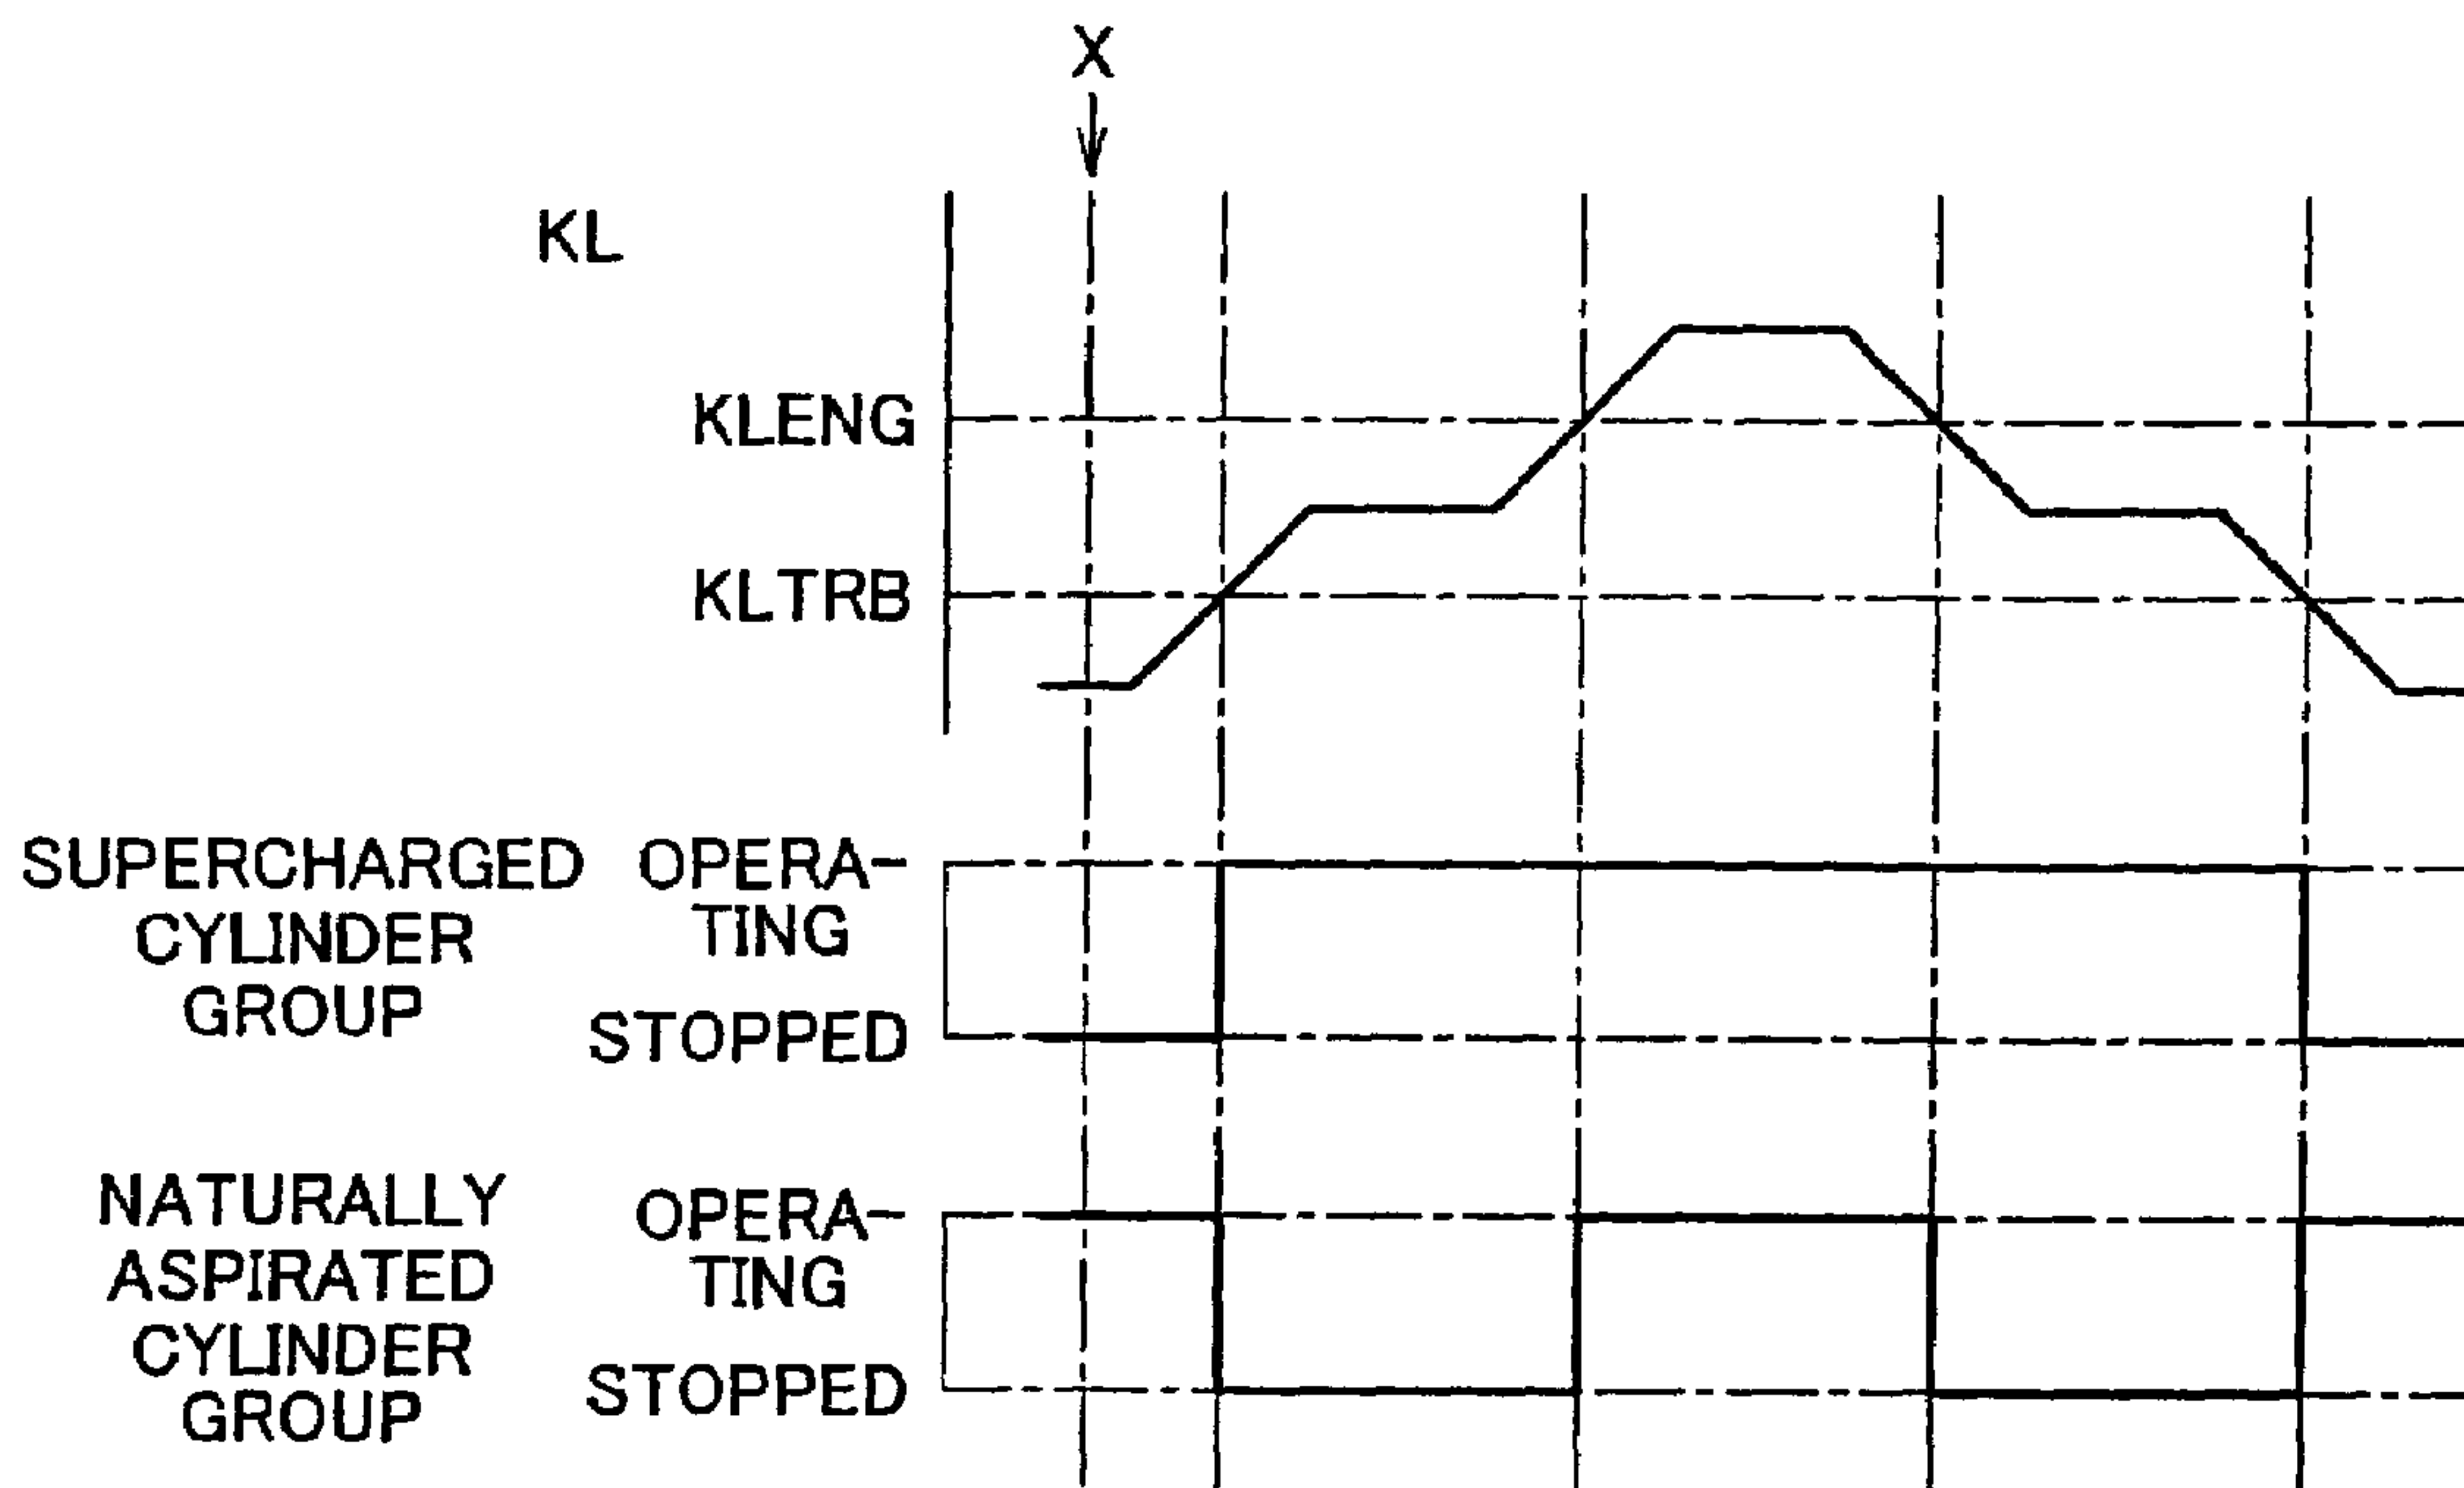 X
KL
KLENG
KLTRB
SUPERCHARGED
CYLINDER
GROUP
OPERA-
TING
STOPPED
NATURALLY
ASPIRATED
CYLINDER
GROUP
OPERA-
TING
STOPPED